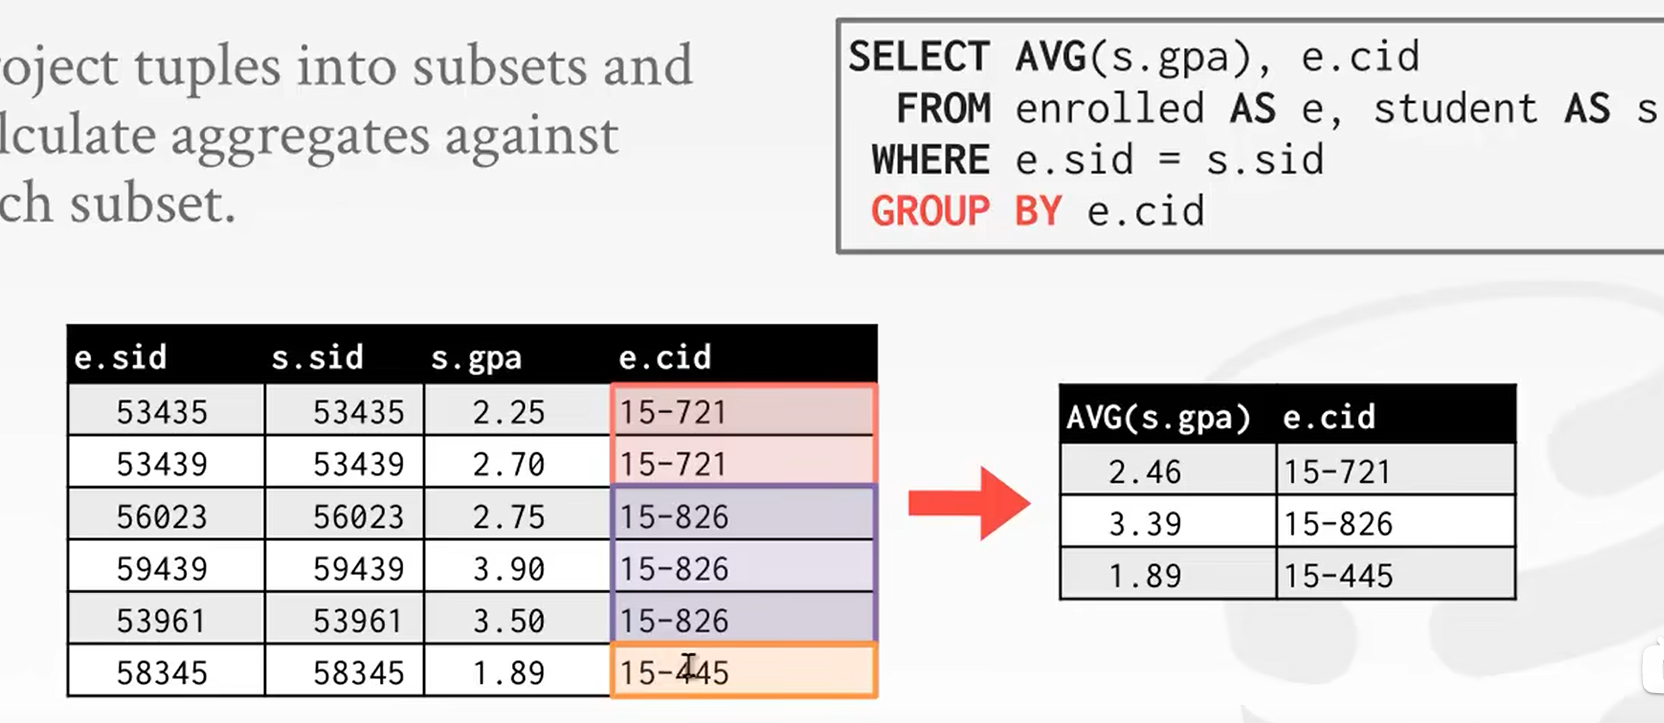 oject tuples into subsets and
lculate aggregates against
ch subset.
SELECT AVG(s.gpa), e.cid
FROM enrolled AS e, student AS s
WHERE e.sid = s.sid
GROUP BY e.cid
e.sid s.sid s.gpa e.cid
53435 53435 2.25 15-721
53439 53439 2.70 15-721
56023 56023 2.75 15-826
59439 59439 3.90 15-826
53961 53961 3.50 15-826
58345 58345 1.89 15-445
AVG(s.gpa) e.cid
2.46 15-721
3.39 15-826
1.89 15-445